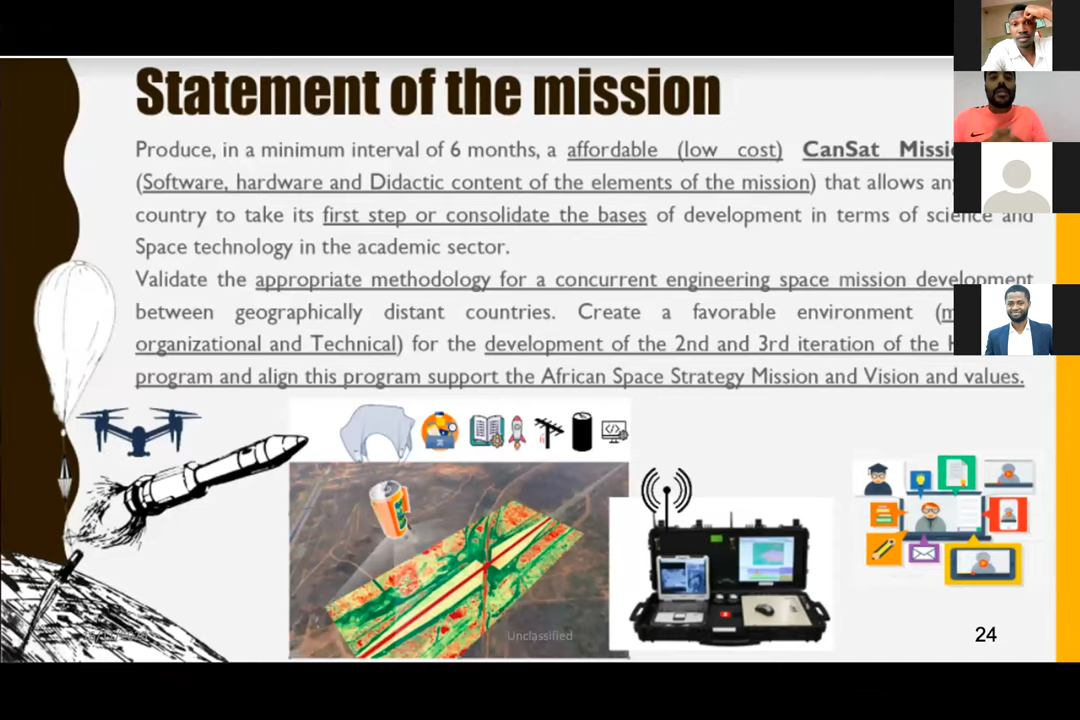 Statement of the mission
Produce, in a minimum interval of 6 months, a affordable (low cost) CanSat
(Software, hardware and Didactic content of the elements of the mission) that allows
country to take its first step or consolidate the bases of development in terms of science and
Space technology in the academic sector.
Validate the appropriate methodology for a concurrent engineering space mission development
between geographically distant countries. Create a favorable environment (
organizational and Technical) for the development of the 2nd and 3rd iteration of the
program and align this program support the African Space Strategy Mission and Vision and values.
Unclassified
24